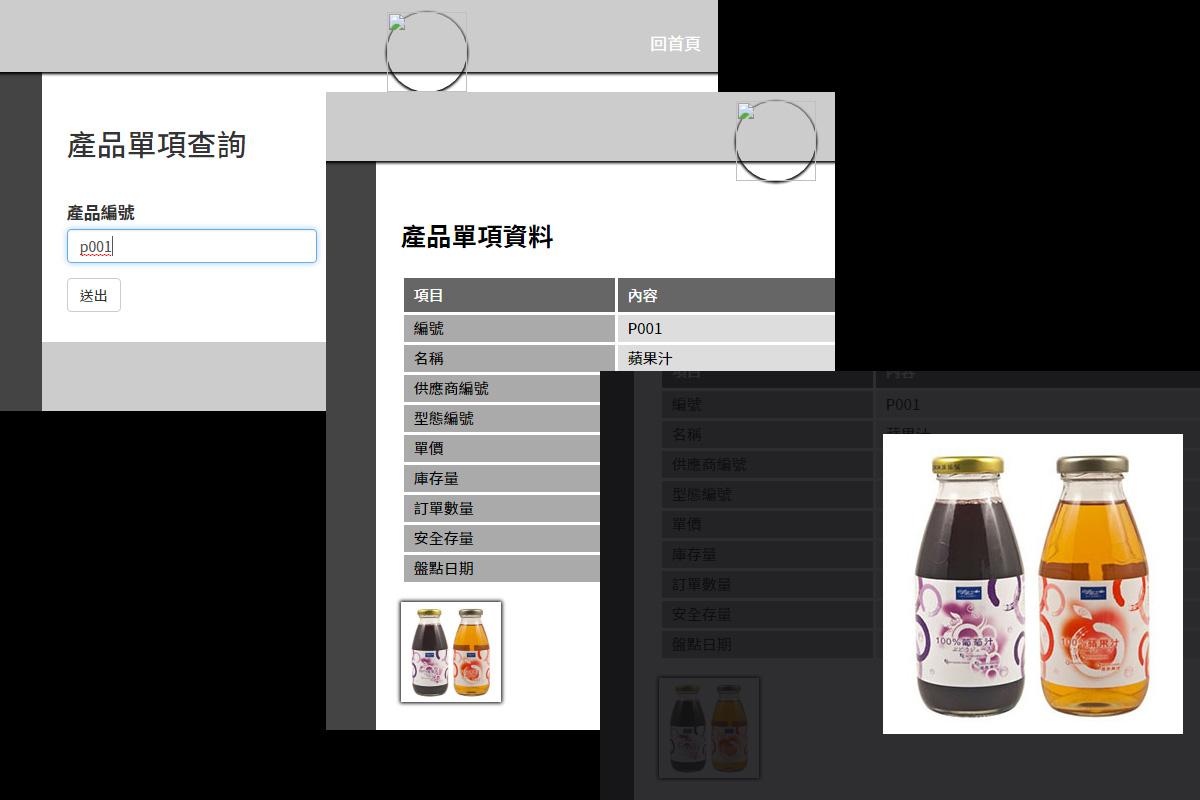 回首頁
產品單項查詢
產品編號
p001
送出
產品單項資料
項目 內容
編號 P001
名稱 蘋果汁
供應商編號
型態編號
單價
庫存量
訂單數量
安全存量
盤點日期
項目 內容
編號 P001
名稱 蘋果汁
供應商編號
型態編號
單價
庫存量
訂單數量
安全存量
盤點日期
100%葡萄汁
100%蘋果汁